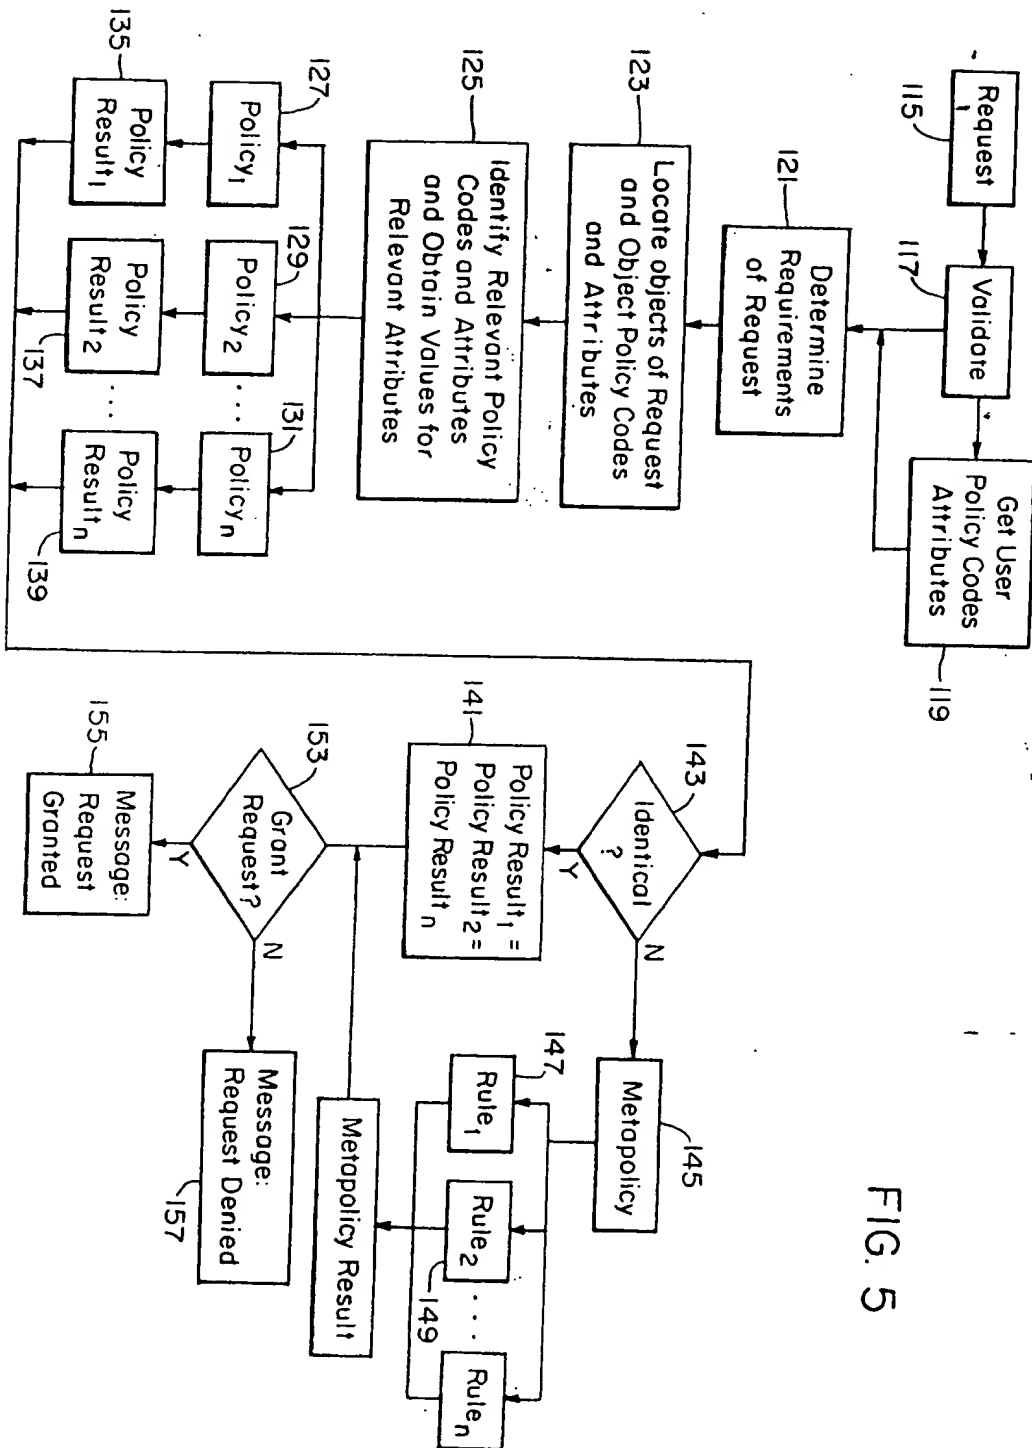 FIG. 5
Request
115
Validate
117
Get User
Policy Codes
Attributes
119
121
Determine
Requirements
of Request
123
Locate objects of Request
and Object Policy Codes
and Attributes
125
Identify Relevant Policy
Codes and Attributes
and Obtain Values for
Relevant Attributes
127
Policy1
129
Policy2
...
131
Policyn
135
Policy
Result1
Policy
Result2
137
...
Policy
Resultn
139
143
Identical
?
N
Y
Metapolicy
145
141
Policy Result1 =
Policy Result2 =
Policy Resultn
147
Rule1
Rule2
149
....
Rulen
Metapolicy Result
153
Grant
Request?
N
Y
155
Message:
Request
Granted
Message:
Request Denied
157